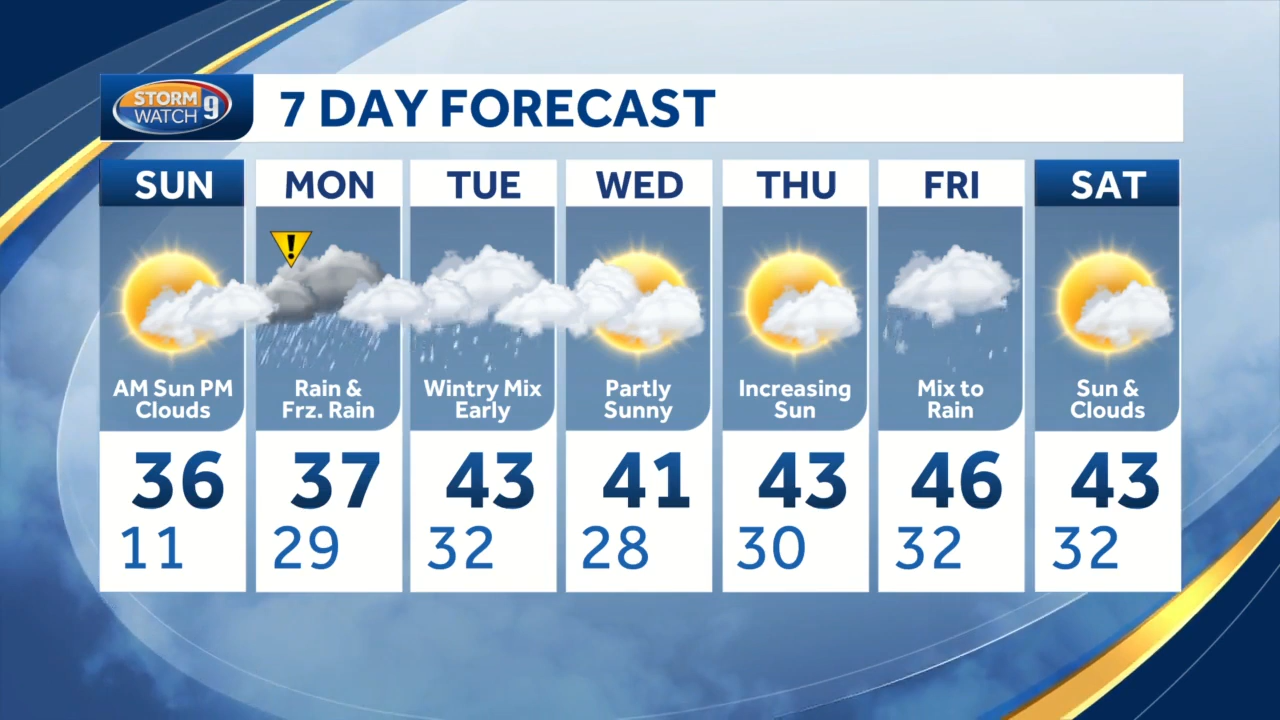 STORM
WATCH 9
7 DAY FORECAST
SUN MON TUE WED THU FRI SAT
!
AM Sun PM
Clouds
Rain &
Frz. Rain
Wintry Mix
Early
Partly
Sunny
Increasing
Sun
Mix to
Rain
Sun &
Clouds
36 37 43 41 43 46 43
11 29 32 28 30 32 32